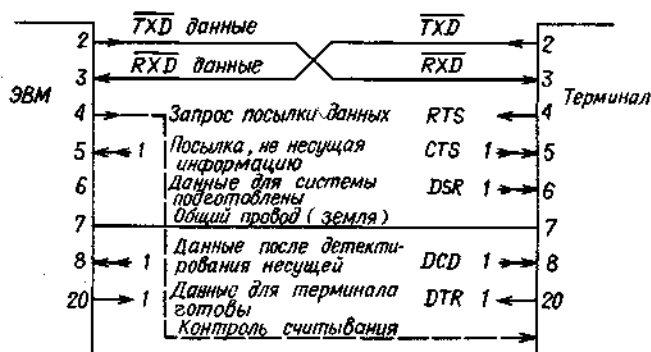 TXD данные TXD
2 2
RXD данные RXD
3 3
ЭВМ Терминал
4 Запрос посылки данных RTS 4
5 1 Посылка, не несущая CTS 1 5
информацию
6 Данные для системы DSR 1 6
подготовлены
7 Общий провод (земля) 7
Данные после детекти-
8 1 рования несущей DCD 1 8
20 1 Данные для терминала DTR 1 20
готовы
Контроль считывания